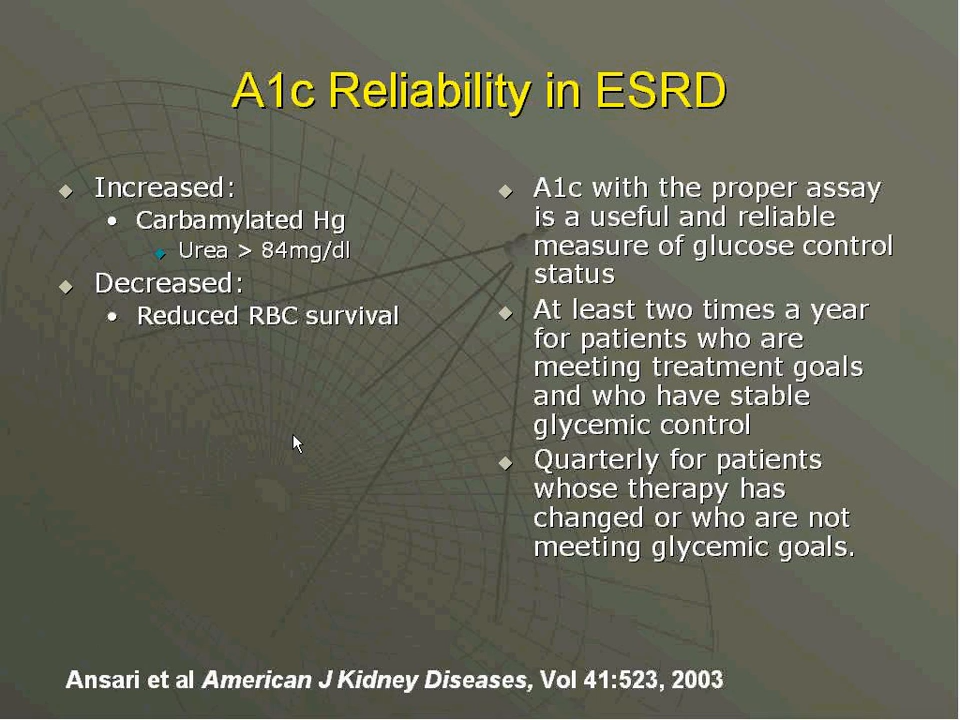 A1c Reliability in ESRD
Increased:
Carbamylated Hg
Urea > 84mg/dl
Decreased:
Reduced RBC survival
A1c with the proper assay
is a useful and reliable
measure of glucose control
status
At least two times a year
for patients who are
meeting treatment goals
and who have stable
glycemic control
Quarterly for patients
whose therapy has
changed or who are not
meeting glycemic goals.
Ansari et al American J Kidney Diseases, Vol 41:523, 2003